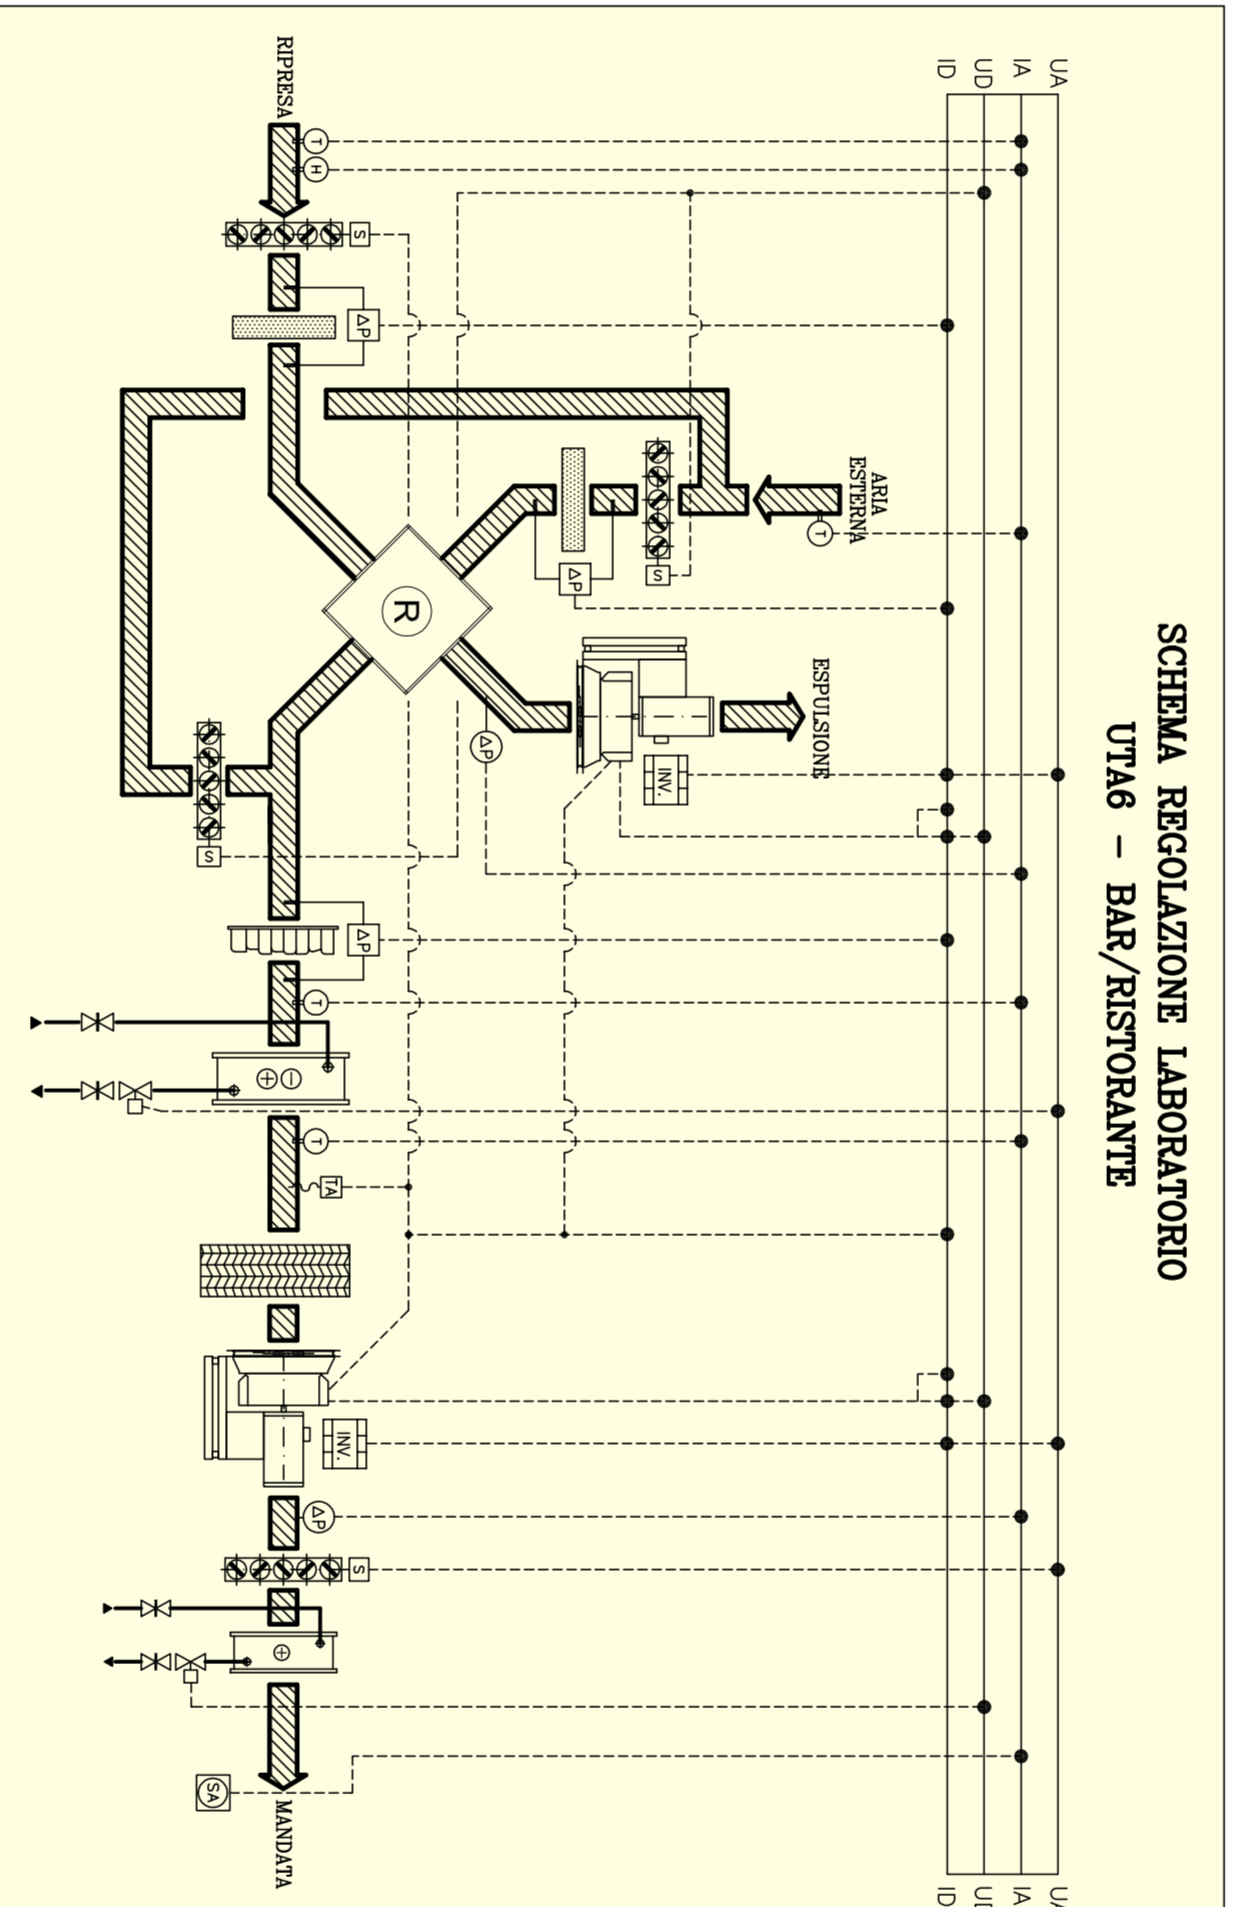 SCHEMA REGOLAZIONE LABORATORIO
UTA6 - BAR/RISTORANTE
UA
IA
UD
ID
UA
IA
UD
ID
ARIA
ESTERNA
T
ESPULSIONE
INV.
S
ΔP
ΔP
R
RIPRESA
T
H
S
ΔP
S
ΔP
T
+ −
T
TA
INV.
ΔP
S
+
SA
MANDATA